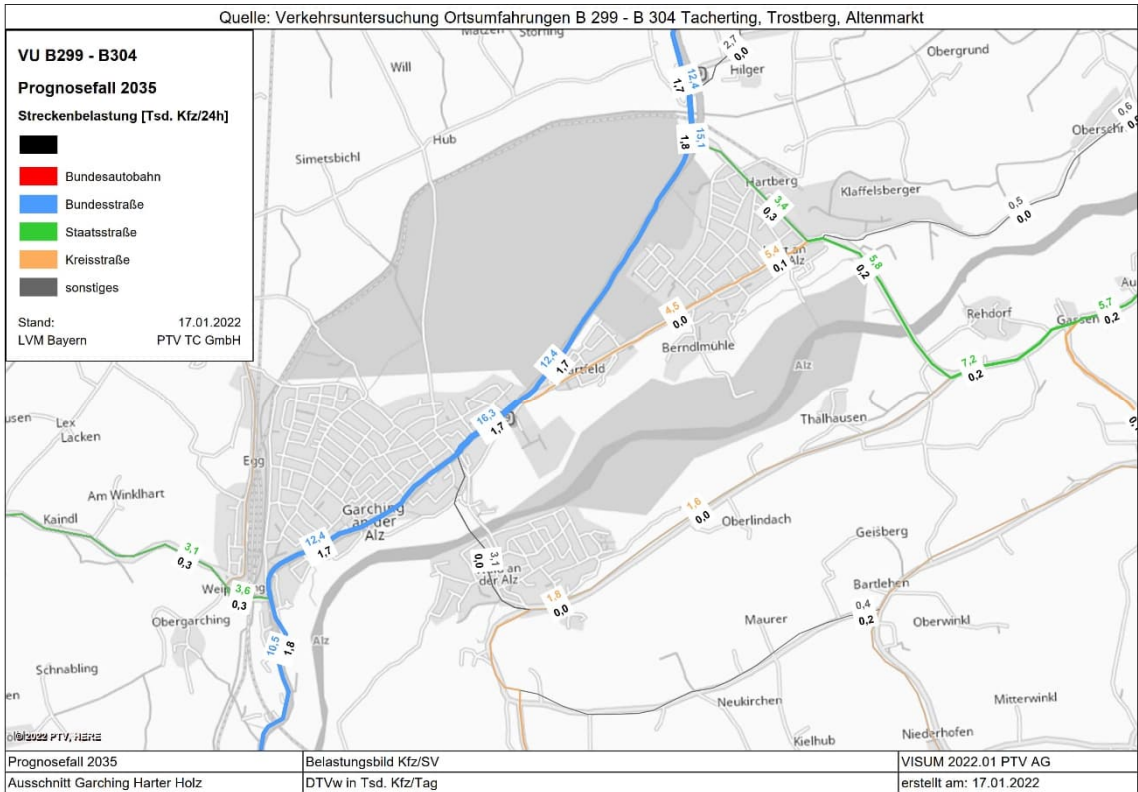 Quelle: Verkehrsuntersuchung Ortsumfahrungen B 299 - B 304 Tacherting, Trostberg, Altenmarkt
VU B299 - B304
Prognosefall 2035
Streckenbelastung [Tsd. Kfz/24h]
Bundesautobahn
Bundesstraße
Staatsstraße
Kreisstraße
sonstiges
Stand: 17.01.2022
LVM Bayern PTV TC GmbH
2,7
0,0
Obergrund
Will
12,4
1,7
Hilger
Hub
15,1
1,8
0,6
Simetsbichl
Hartberg
Klaffelsberger
3,4
0,3
0,5
0,0
5,4
0,1
an
Alz
5,8
0,2
4,5
0,0
Rehdorf
Gassen
5,7
0,2
Berndlmühle
Alz
12,4
1,7
7,2
0,2
16,3
1,7
Thalhausen
Lex
Lacken
Egg
Am Winklhart
Kaindl
Garching
an der
Alz
1,6
0,0
Oberlindach
Geisberg
12,4
1,7
3,1
0,3
3,1
0,0
an
der Alz
3,6
0,3
1,8
0,0
Bartlehen
0,4
0,2
Obergarching
Maurer
Oberwinkl
10,5
1,8
Alz
Schnabling
Neukirchen
Mitterwinkl
Kielhub
Niederhofen
© 2022 PTV, HERE
Prognosefall 2035 Belastungsbild Kfz/SV VISUM 2022.01 PTV AG
Ausschnitt Garching Harter Holz DTVw in Tsd. Kfz/Tag erstellt am: 17.01.2022